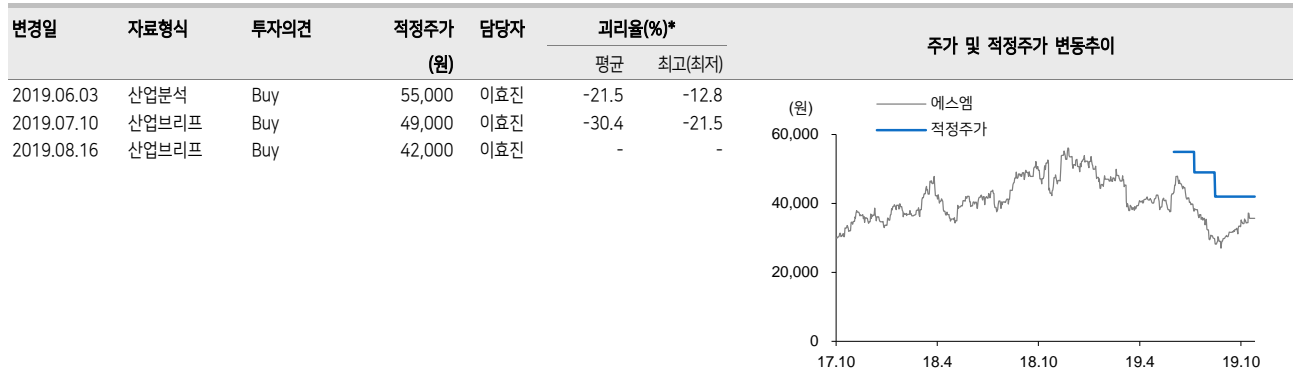 변경일 자료형식 투자의견 적정주가 담당자 괴리율(%)* 주가 및 적정주가 변동추이
(원) 평균 최고(최저)
2019.06.03 산업분석 Buy 55,000 이효진 -21.5 -12.8
2019.07.10 산업브리프 Buy 49,000 이효진 -30.4 -21.5
2019.08.16 산업브리프 Buy 42,000 이효진 - -
(원)
에스엠
적정주가
60,000
40,000
20,000
0
17.10 18.4 18.10 19.4 19.10